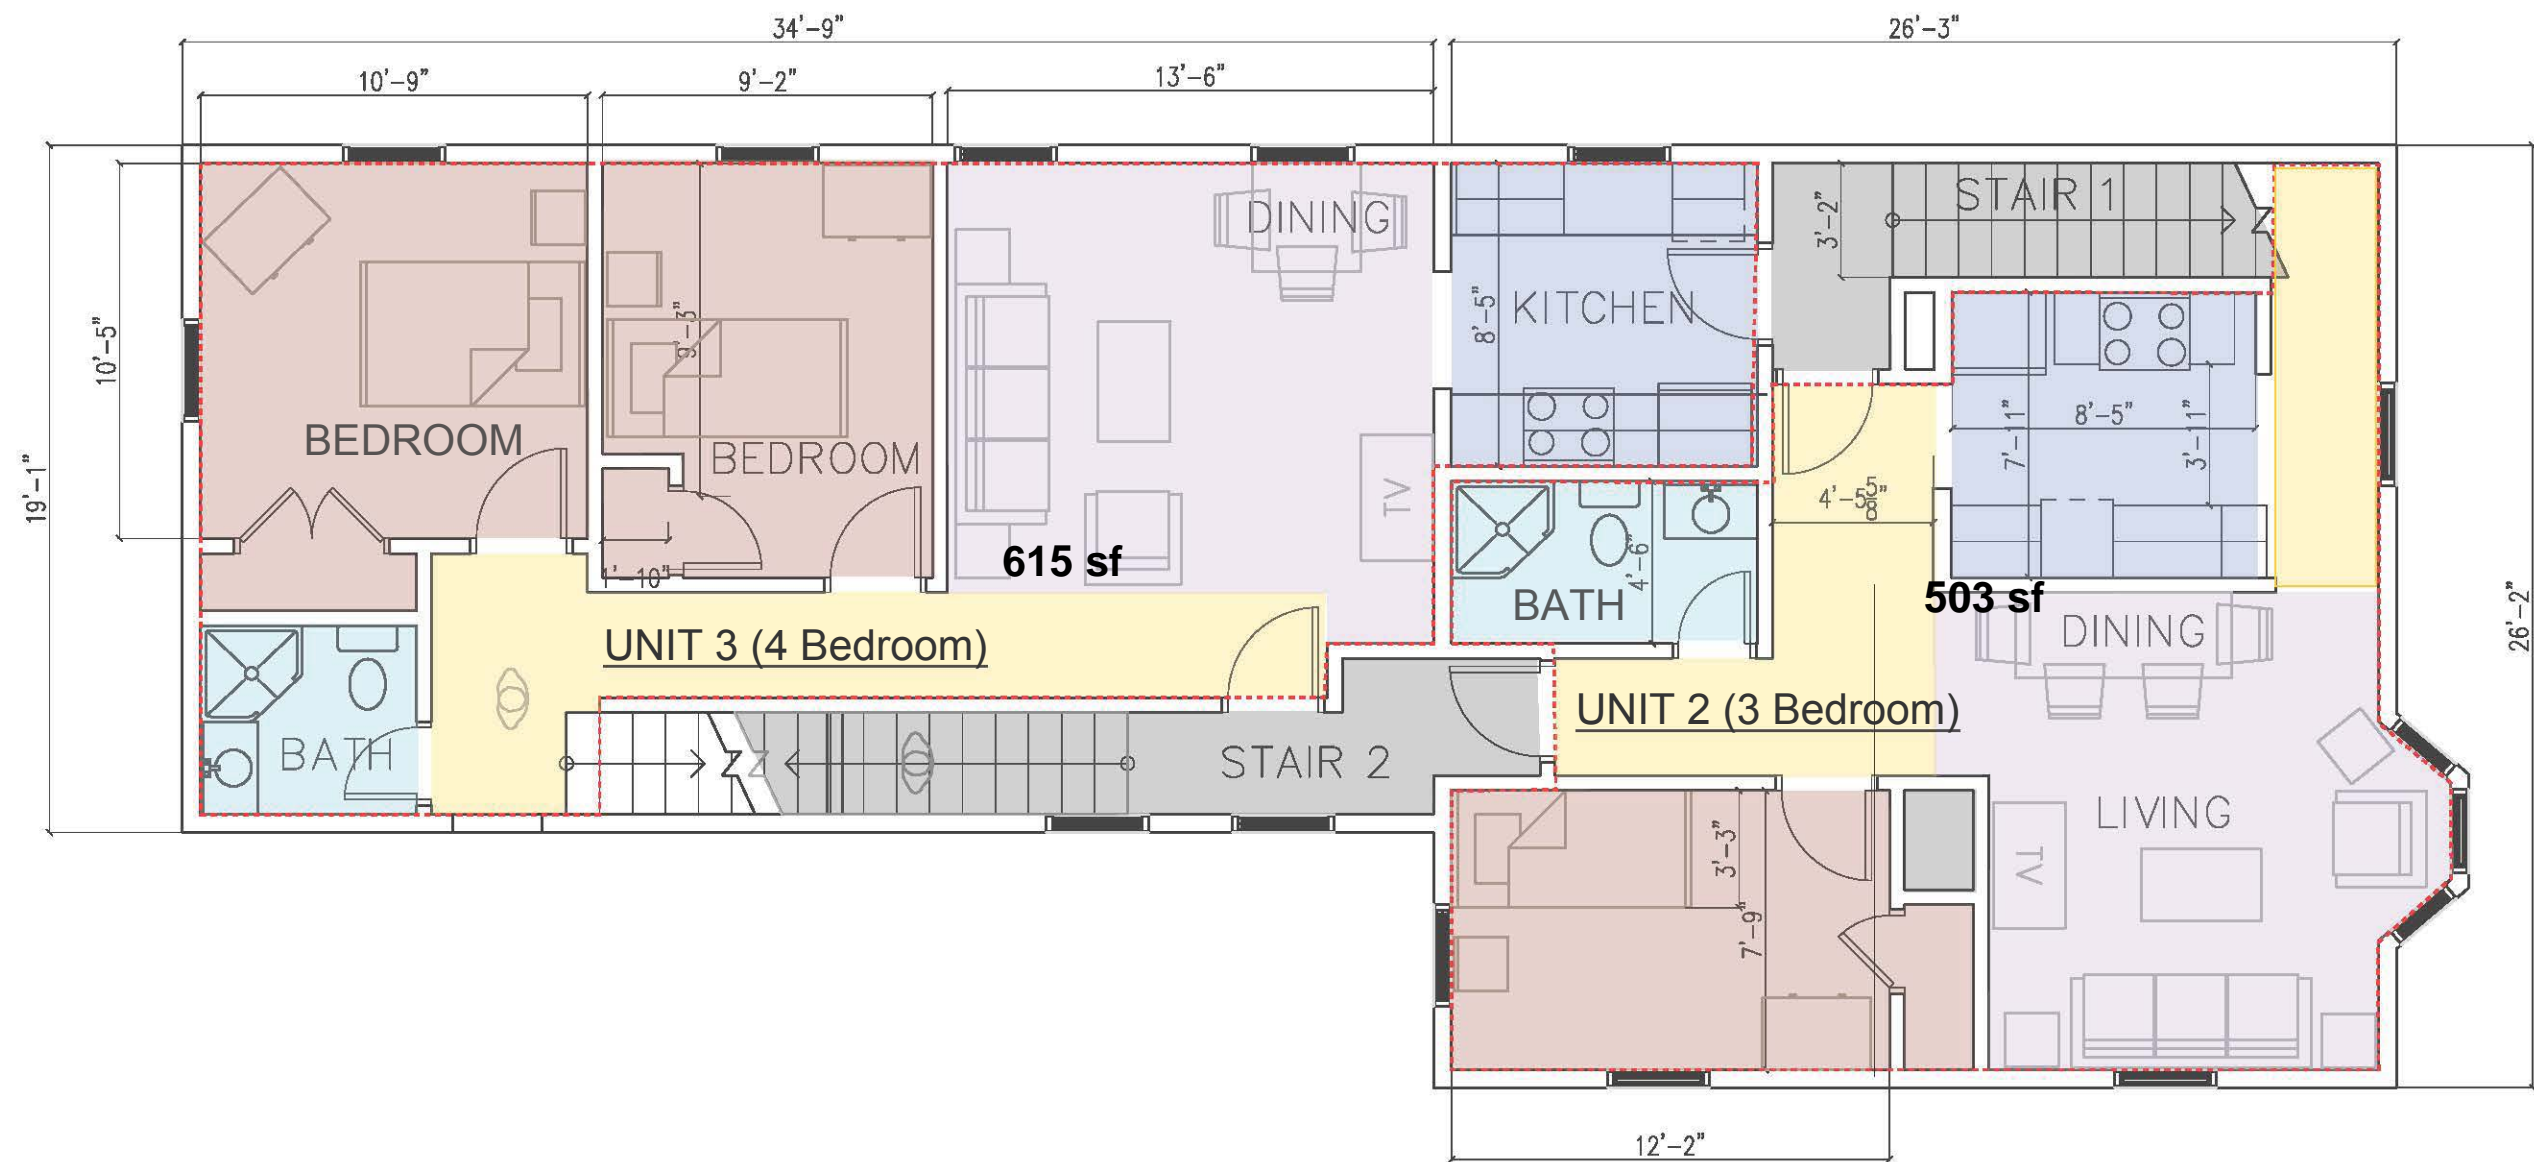 34'-9"
26'-3"
10'-9"
9'-2"
13'-6"
DINING
STAIR 1
3'-2"
10'-5"
9'-3"
8'-5"
KITCHEN
BEDROOM
BEDROOM
19'-1"
TV
7'-11"
8'-5"
3'-11"
4'-5 5/8"
26'-2"
1'-10"
615 sf
4'-6"
BATH
503 sf
DINING
UNIT 3 (4 Bedroom)
UNIT 2 (3 Bedroom)
BATH
STAIR 2
LIVING
3'-3"
TV
7'-9"
12'-2"